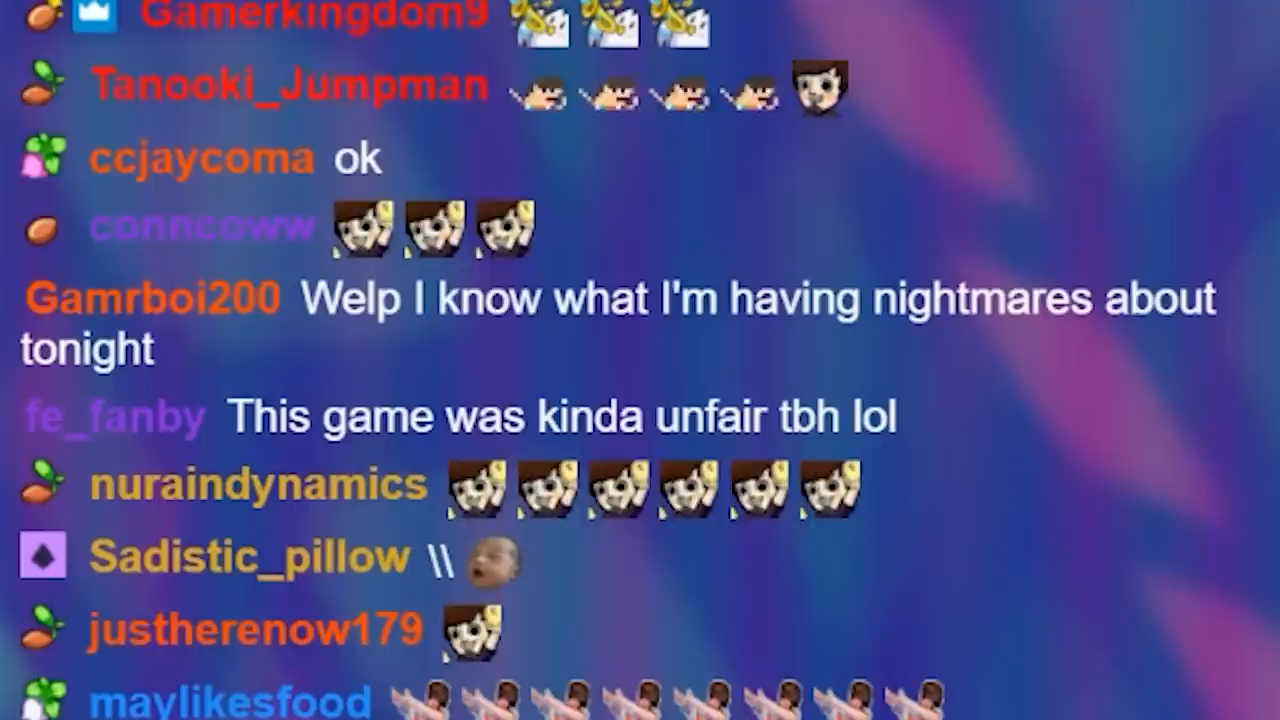 Gamerkingdom9
Tanooki_Jumpman
ccjaycoma ok
conncoww
Gamrboi200 Welp I know what I'm having nightmares about
tonight
fe_fanby This game was kinda unfair tbh lol
nuraindynamics
Sadistic_pillow \\
justherenow179
maylikesfood